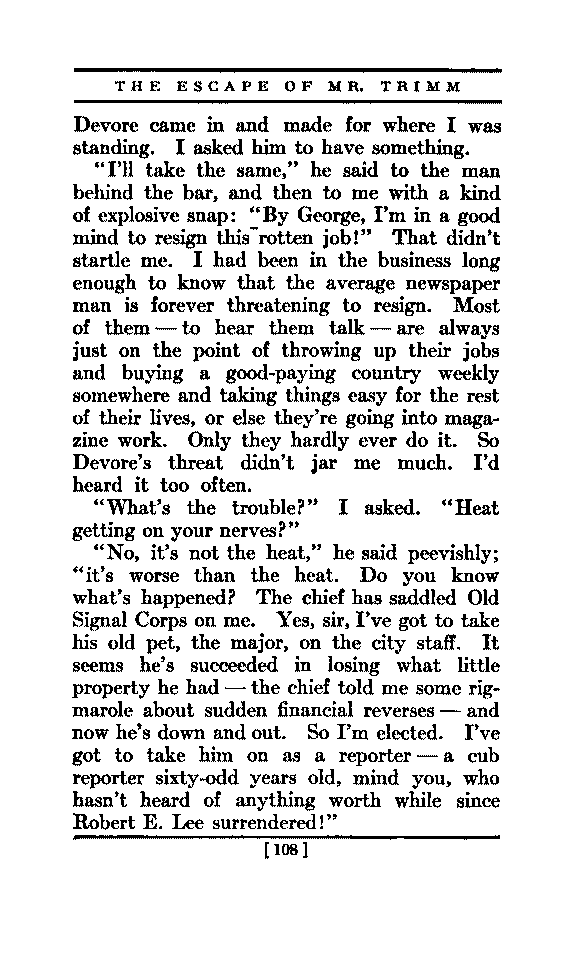 THE ESCAPE OF MR. TRIMM
Devore came in and made for where I was
standing. I asked him to have something.
“I’ll take the same,” he said to the man
behind the bar, and then to me with a kind
of explosive snap: “By George, I’m in a good
mind to resign this rotten job!” That didn’t
startle me. I had been in the business long
enough to know that the average newspaper
man is forever threatening to resign. Most
of them — to hear them talk — are always
just on the point of throwing up their jobs
and buying a good-paying country weekly
somewhere and taking things easy for the rest
of their lives, or else they’re going into maga-
zine work. Only they hardly ever do it. So
Devore’s threat didn’t jar me much. I’d
heard it too often.
“What’s the trouble?” I asked. “Heat
getting on your nerves?”
“No, it’s not the heat,” he said peevishly;
“it’s worse than the heat. Do you know
what’s happened? The chief has saddled Old
Signal Corps on me. Yes, sir, I’ve got to take
his old pet, the major, on the city staff. It
seems he’s succeeded in losing what little
property he had — the chief told me some rig-
marole about sudden financial reverses — and
now he’s down and out. So I’m elected. I’ve
got to take him on as a reporter — a cub
reporter sixty-odd years old, mind you, who
hasn’t heard of anything worth while since
Robert E. Lee surrendered!”
[ 108 ]